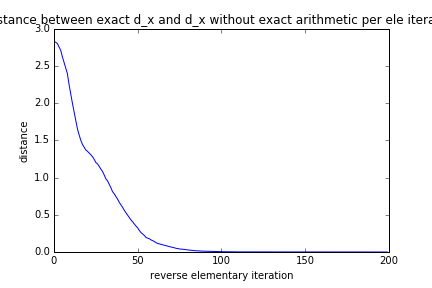 stance between exact d_x and d_x without exact arithmetic per ele itera
3.0
2.5
2.0
1.5
1.0
0.5
0.0
distance
0 50 100 150 200
reverse elementary iteration